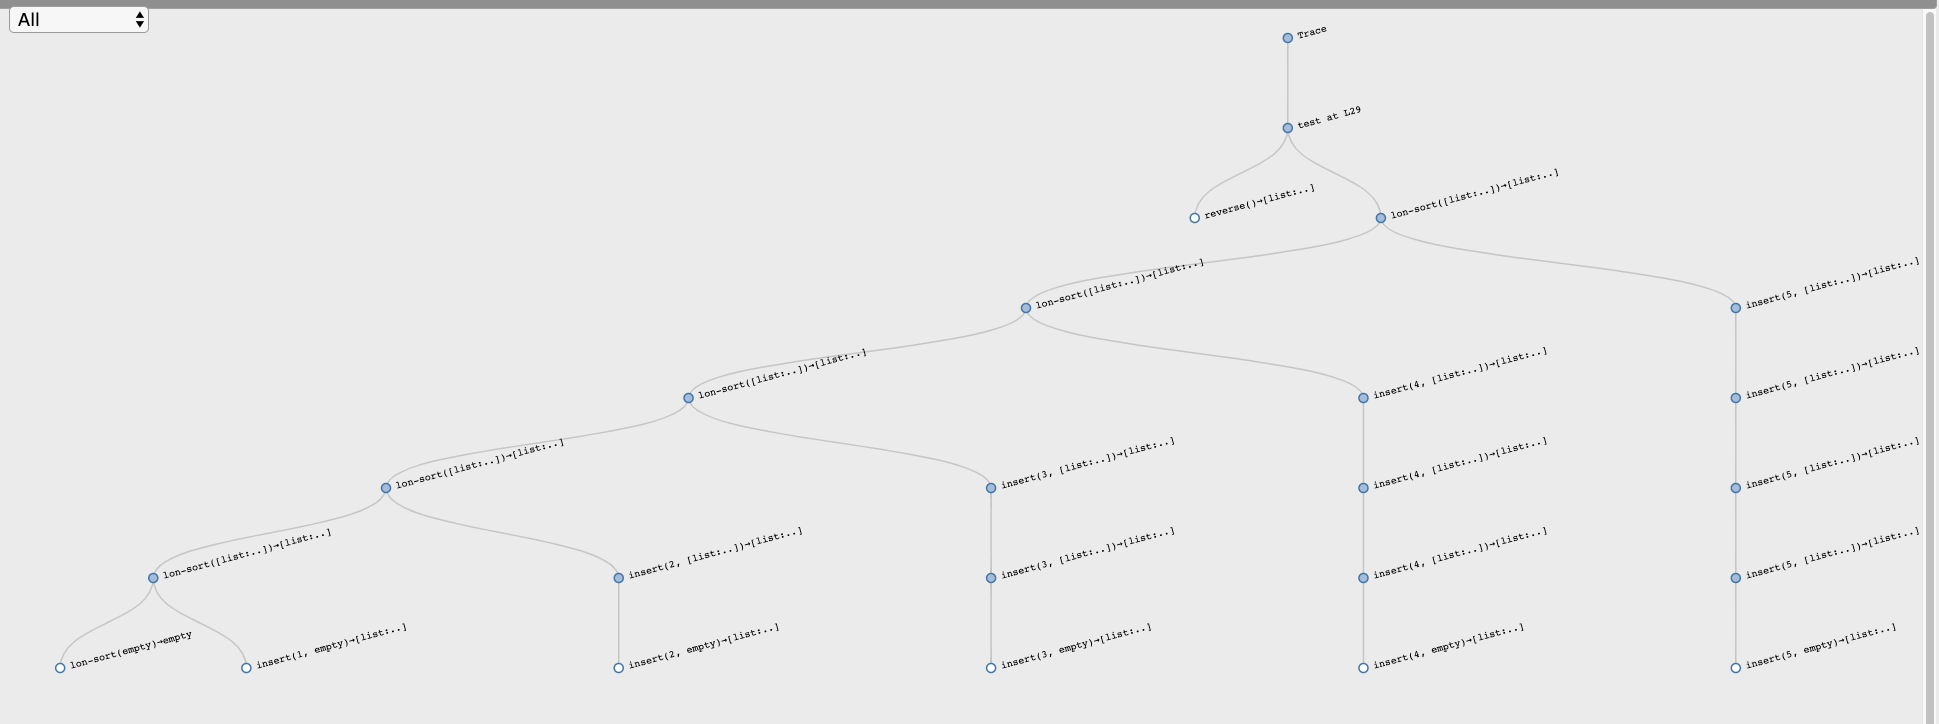 All
Trace
test at L29
reverse()→[list:..]
lon-sort([list:..])→[list:..]
lon-sort([list:..])→[list:..]
insert(5, [list:..])→[list:..]
lon-sort([list:..])→[list:..]
insert(4, [list:..])→[list:..]
insert(5, [list:..])→[list:..]
lon-sort([list:..])→[list:..]
insert(3, [list:..])→[list:..]
insert(4, [list:..])→[list:..]
insert(5, [list:..])→[list:..]
lon-sort([list:..])→[list:..]
insert(2, [list:..])→[list:..]
insert(3, [list:..])→[list:..]
insert(4, [list:..])→[list:..]
insert(5, [list:..])→[list:..]
lon-sort(empty)→empty
insert(1, empty)→[list:..]
insert(2, empty)→[list:..]
insert(3, empty)→[list:..]
insert(4, empty)→[list:..]
insert(5, empty)→[list:..]